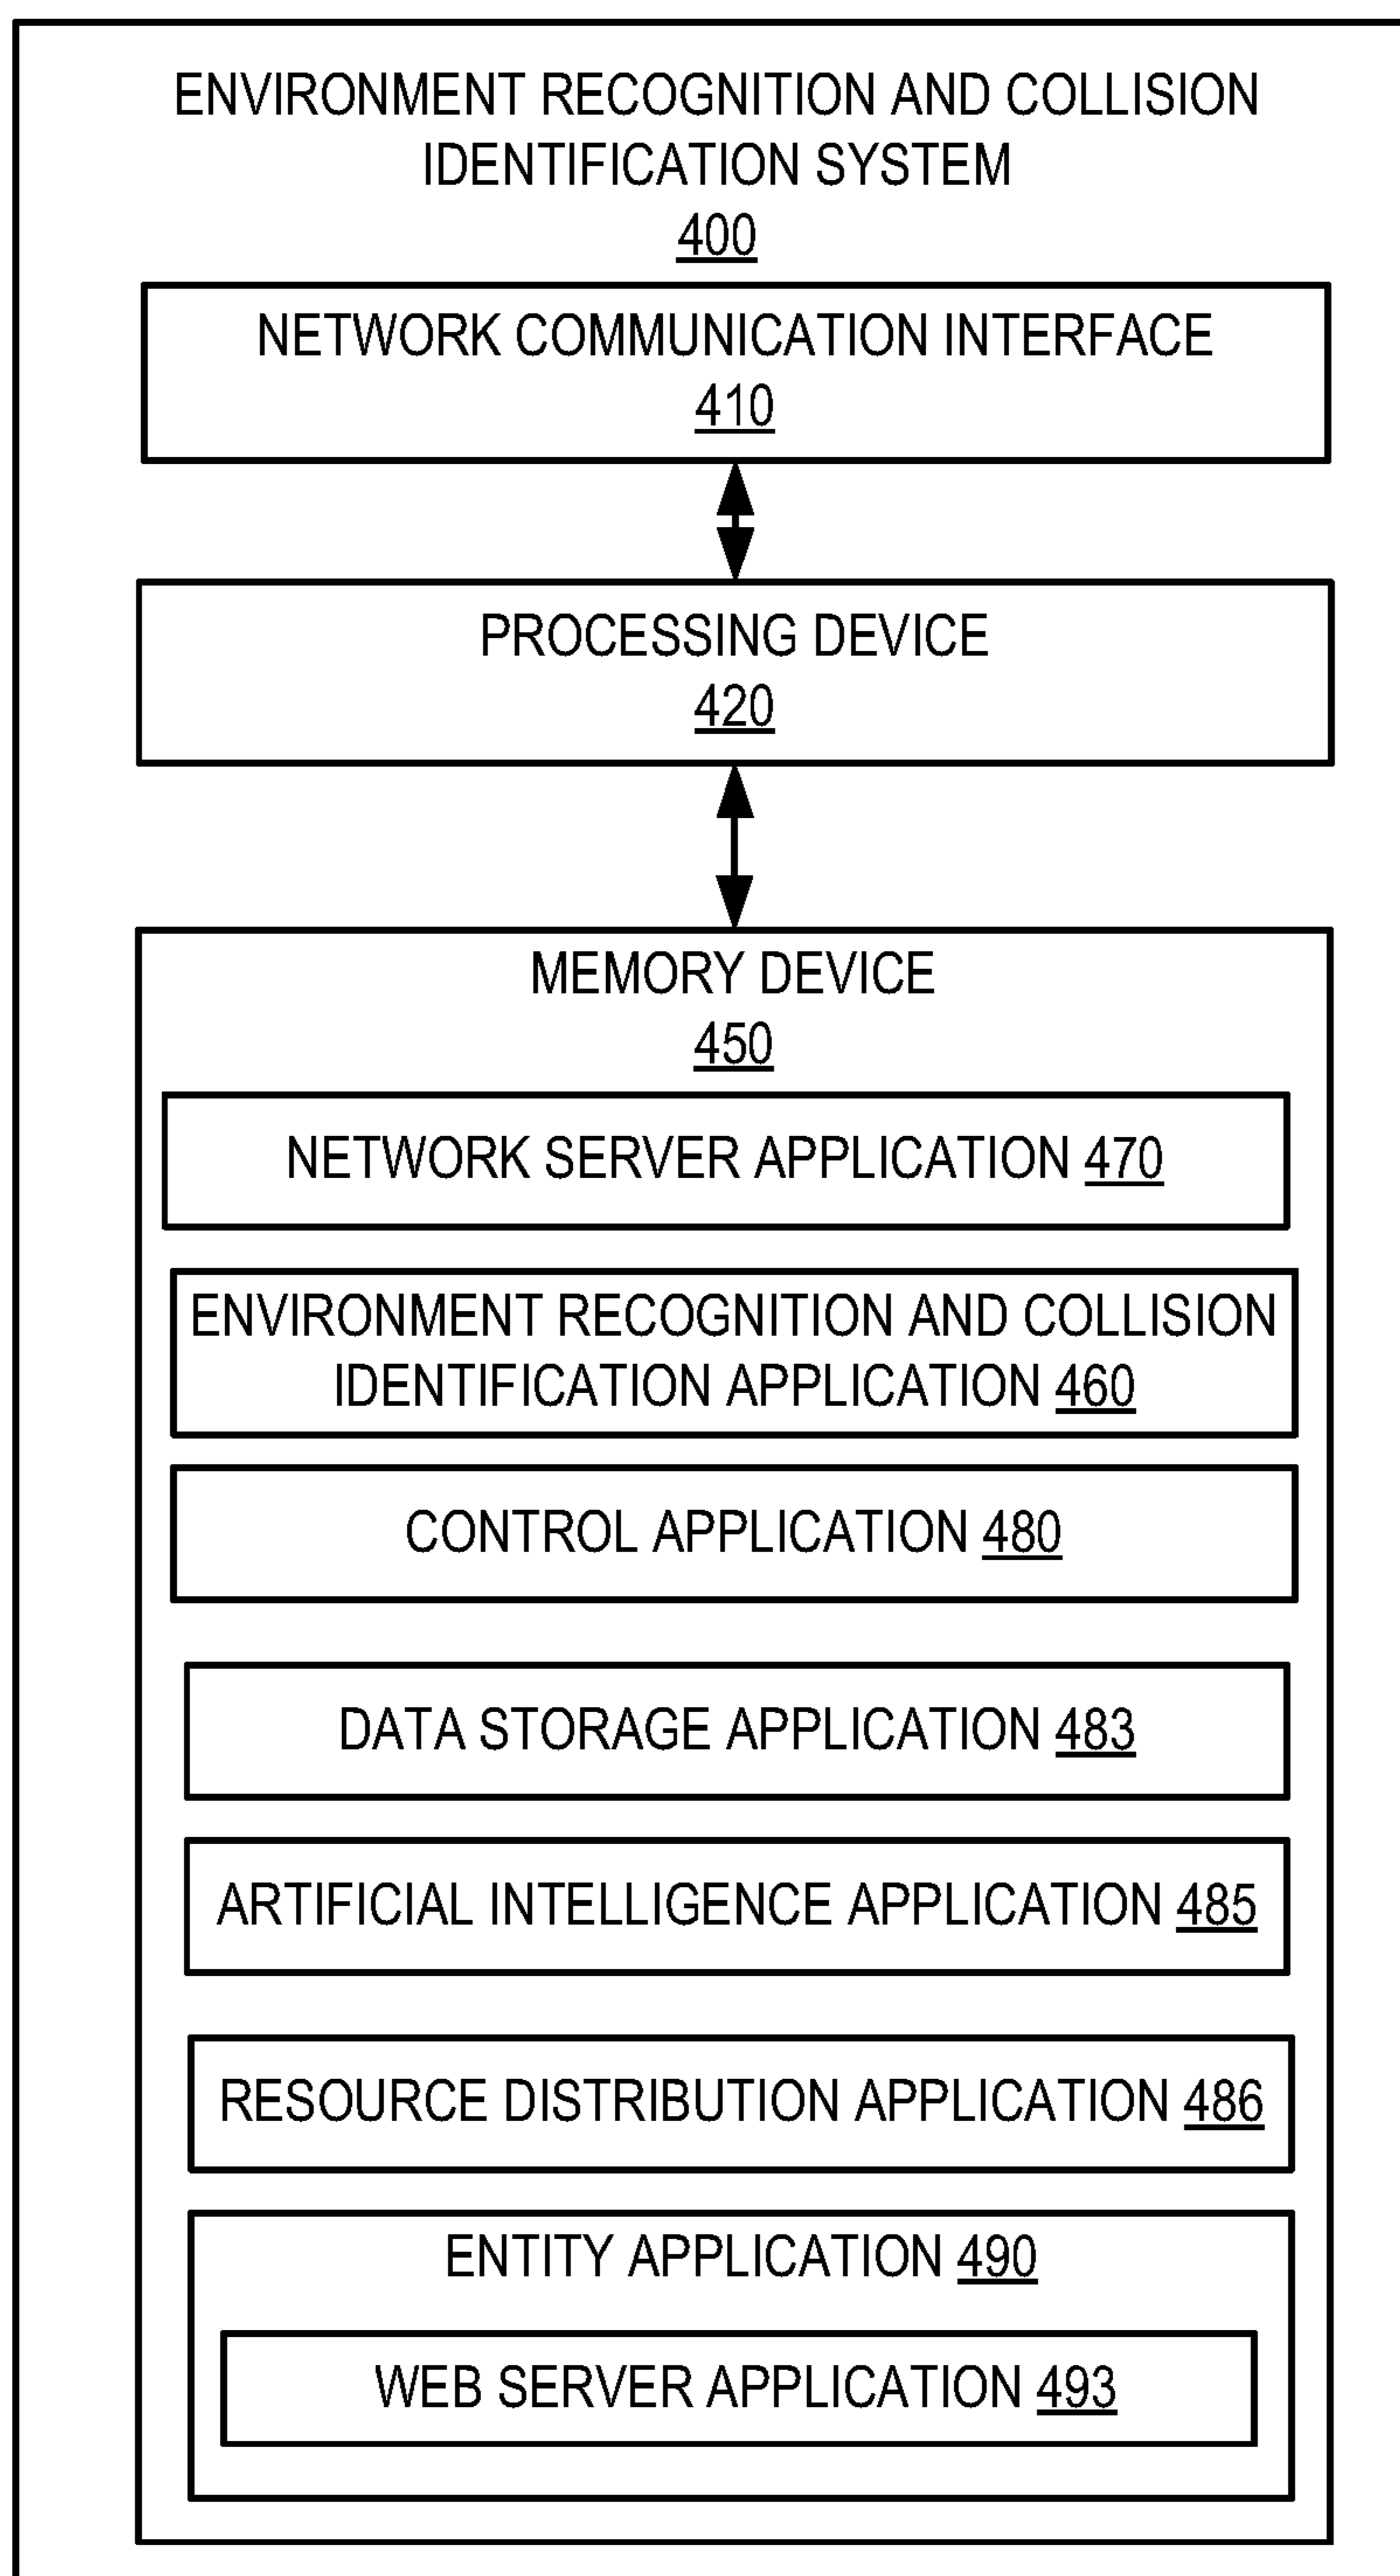 ENVIRONMENT RECOGNITION AND COLLISION
IDENTIFICATION SYSTEM
400
NETWORK COMMUNICATION INTERFACE
410
PROCESSING DEVICE
420
MEMORY DEVICE
450
NETWORK SERVER APPLICATION 470
ENVIRONMENT RECOGNITION AND COLLISION
IDENTIFICATION APPLICATION 460
CONTROL APPLICATION 480
DATA STORAGE APPLICATION 483
ARTIFICIAL INTELLIGENCE APPLICATION 485
RESOURCE DISTRIBUTION APPLICATION 486
ENTITY APPLICATION 490
WEB SERVER APPLICATION 493